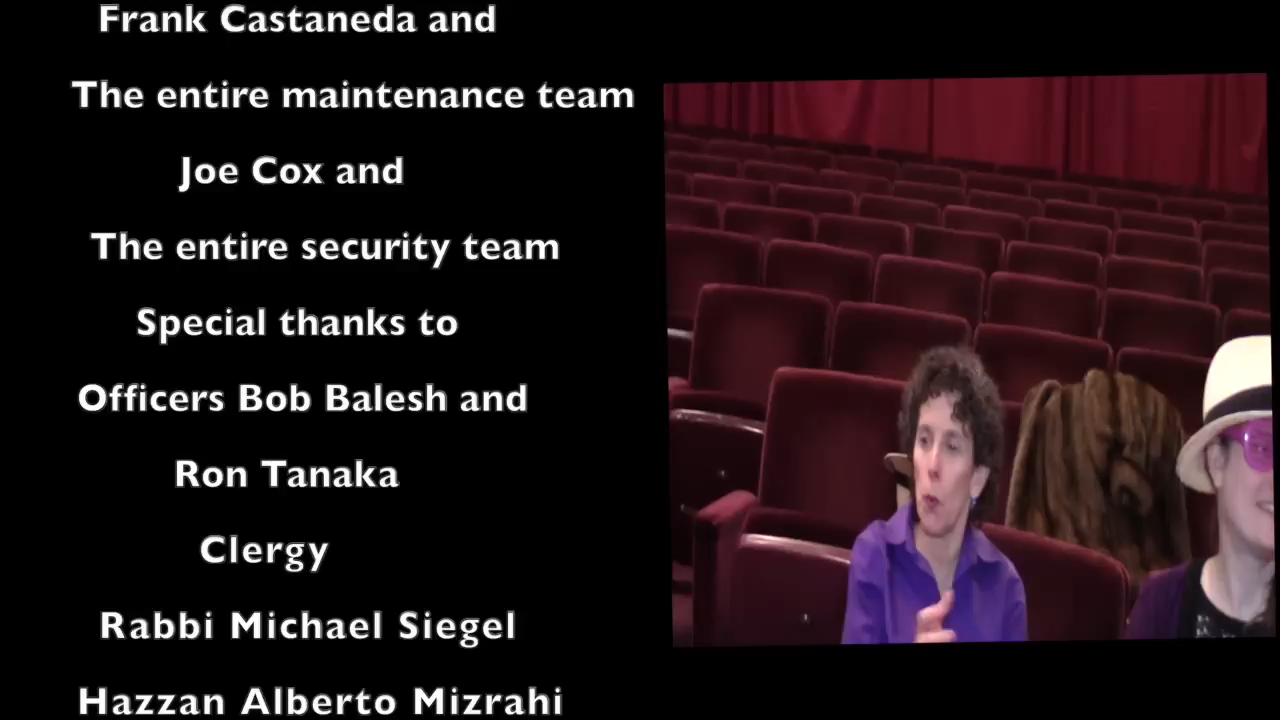 Frank Castaneda and
The entire maintenance team
Joe Cox and
The entire security team
Special thanks to
Officers Bob Balesh and
Ron Tanaka
Clergy
Rabbi Michael Siegel
Hazzan Alberto Mizrahi